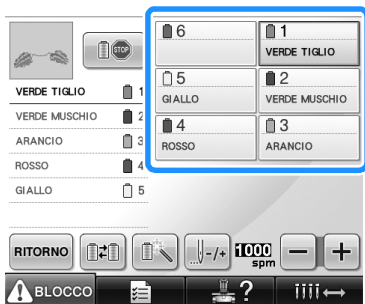 STOP
VERDE TIGLIO 1
VERDE MUSCHIO 2
ARANCIO 3
ROSSO 4
GIALLO 5
6
1
VERDE TIGLIO
5
GIALLO
2
VERDE MUSCHIO
4
ROSSO
3
ARANCIO
RITORNO
-/+
1000
spm
- +
BLOCCO
?